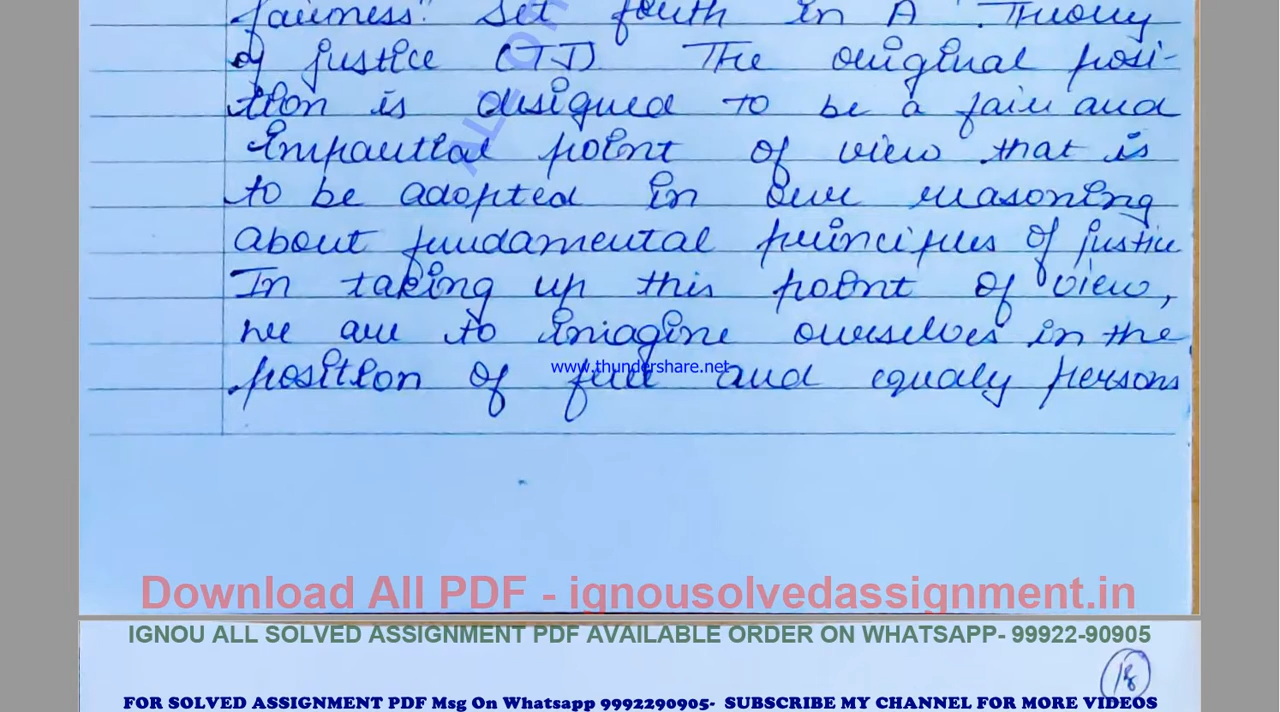 fairness." Set fouth in A Theory
of justice (TJ) The original posi-
tion is designed to be a fair and
Impartial point of view that is
to be adopted in our reasoning
about fundamental principles of justice
In taking up this point of view,
we are to imagine ourselves in the
position of free and equaly persons
www.thundershare.net
Download All PDF - ignousolvedassignment.in
IGNOU ALL SOLVED ASSIGNMENT PDF AVAILABLE ORDER ON WHATSAPP- 99922-90905
18
FOR SOLVED ASSIGNMENT PDF Msg On Whatsapp 9992290905- SUBSCRIBE MY CHANNEL FOR MORE VIDEOS